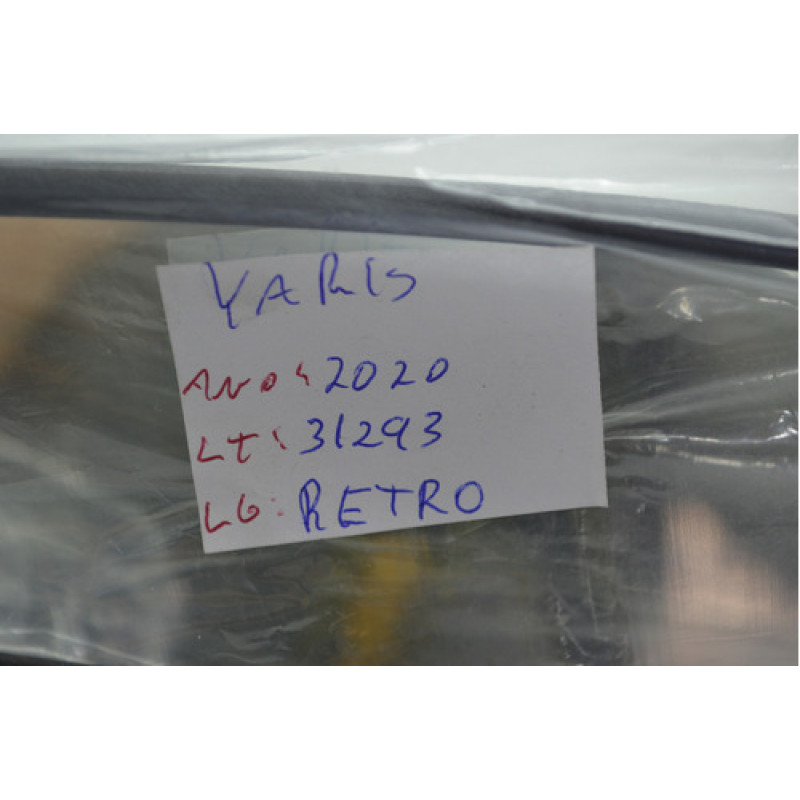 YARIS
ANO: 2020
LT: 31293
LG: RETRO